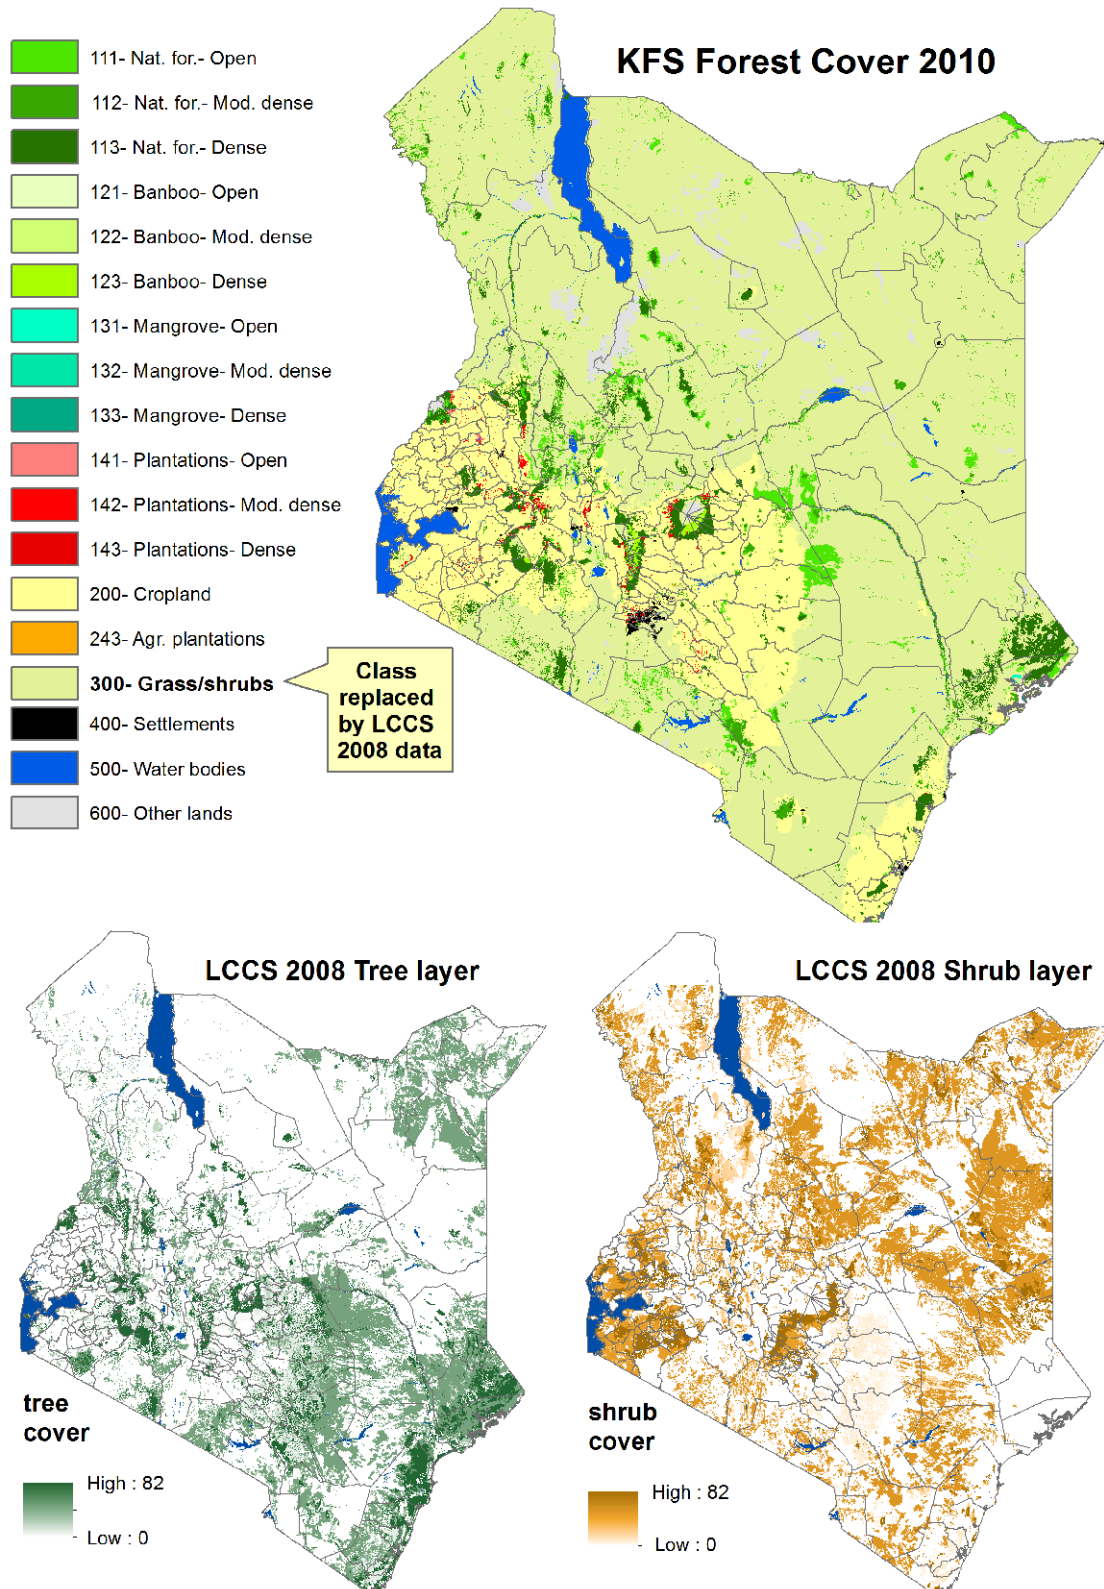 KFS Forest Cover 2010
111- Nat. for.- Open
112- Nat. for.- Mod. dense
113- Nat. for.- Dense
121- Banboo- Open
122- Banboo- Mod. dense
123- Banboo- Dense
131- Mangrove- Open
132- Mangrove- Mod. dense
133- Mangrove- Dense
141- Plantations- Open
142- Plantations- Mod. dense
143- Plantations- Dense
200- Cropland
243- Agr. plantations
300- Grass/shrubs
400- Settlements
500- Water bodies
600- Other lands
Class
replaced
by LCCS
2008 data
LCCS 2008 Tree layer
tree
cover
High : 82
Low : 0
LCCS 2008 Shrub layer
shrub
cover
High : 82
Low : 0